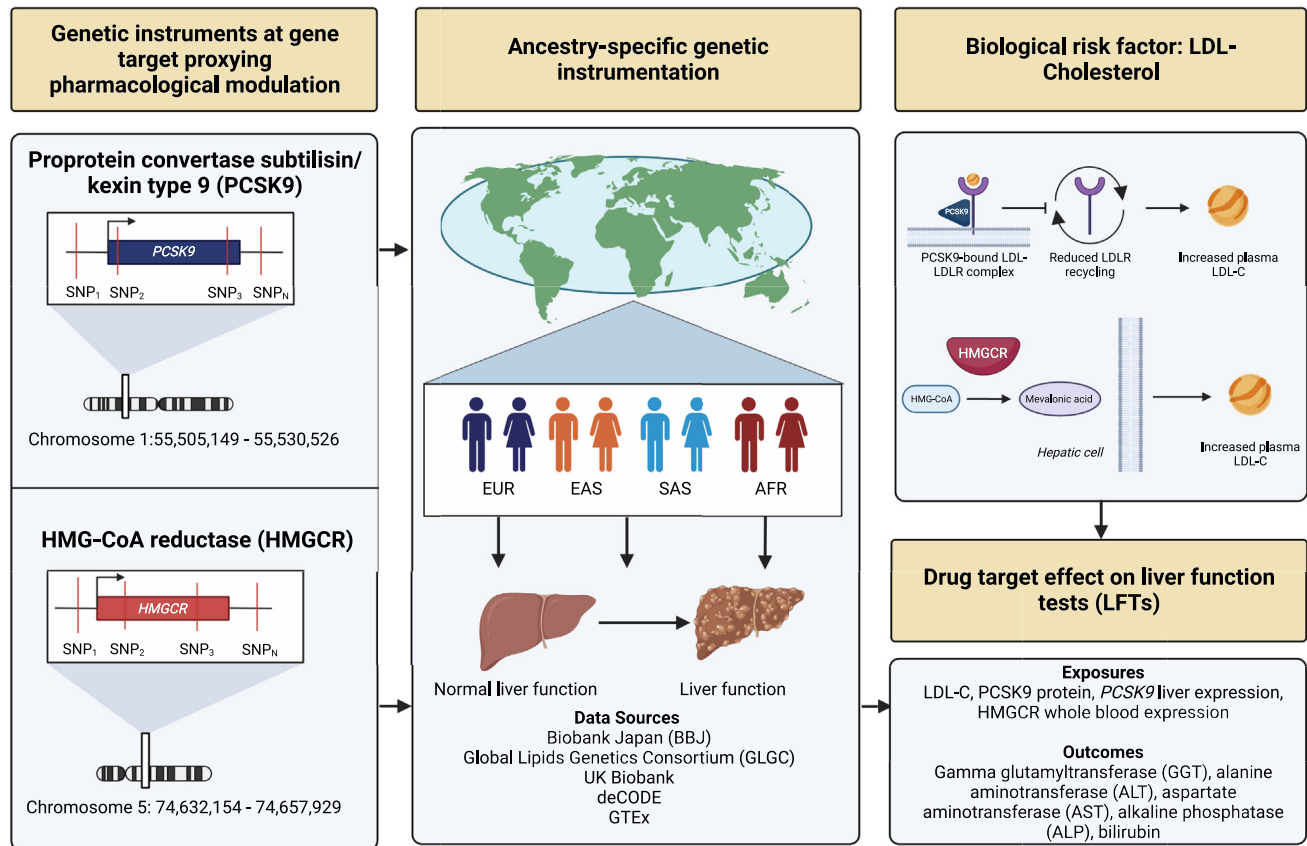 Genetic instruments at gene
target proxying
pharmacological modulation
Proprotein convertase subtilisin/
kexin type 9 (PCSK9)
PCSK9
SNP₁ SNP₂ SNP₃ SNP_N
Chromosome 1:55,505,149 - 55,530,526
HMG-CoA reductase (HMGCR)
HMGCR
SNP₁ SNP₂ SNP₃ SNP_N
Chromosome 5: 74,632,154 - 74,657,929
Ancestry-specific genetic
instrumentation
EUR EAS SAS AFR
Normal liver function Liver function
Data Sources
Biobank Japan (BBJ)
Global Lipids Genetics Consortium (GLGC)
UK Biobank
deCODE
GTEx
Biological risk factor: LDL-
Cholesterol
PCSK9
PCSK9-bound LDL-
LDLR complex
Reduced LDLR
recycling
Increased plasma
LDL-C
HMGCR
HMG-CoA
Mevalonic acid
Hepatic cell
Increased plasma
LDL-C
Drug target effect on liver function
tests (LFTs)
Exposures
LDL-C, PCSK9 protein, PCSK9 liver expression,
HMGCR whole blood expression
Outcomes
Gamma glutamyltransferase (GGT), alanine
aminotransferase (ALT), aspartate
aminotransferase (AST), alkaline phosphatase
(ALP), bilirubin